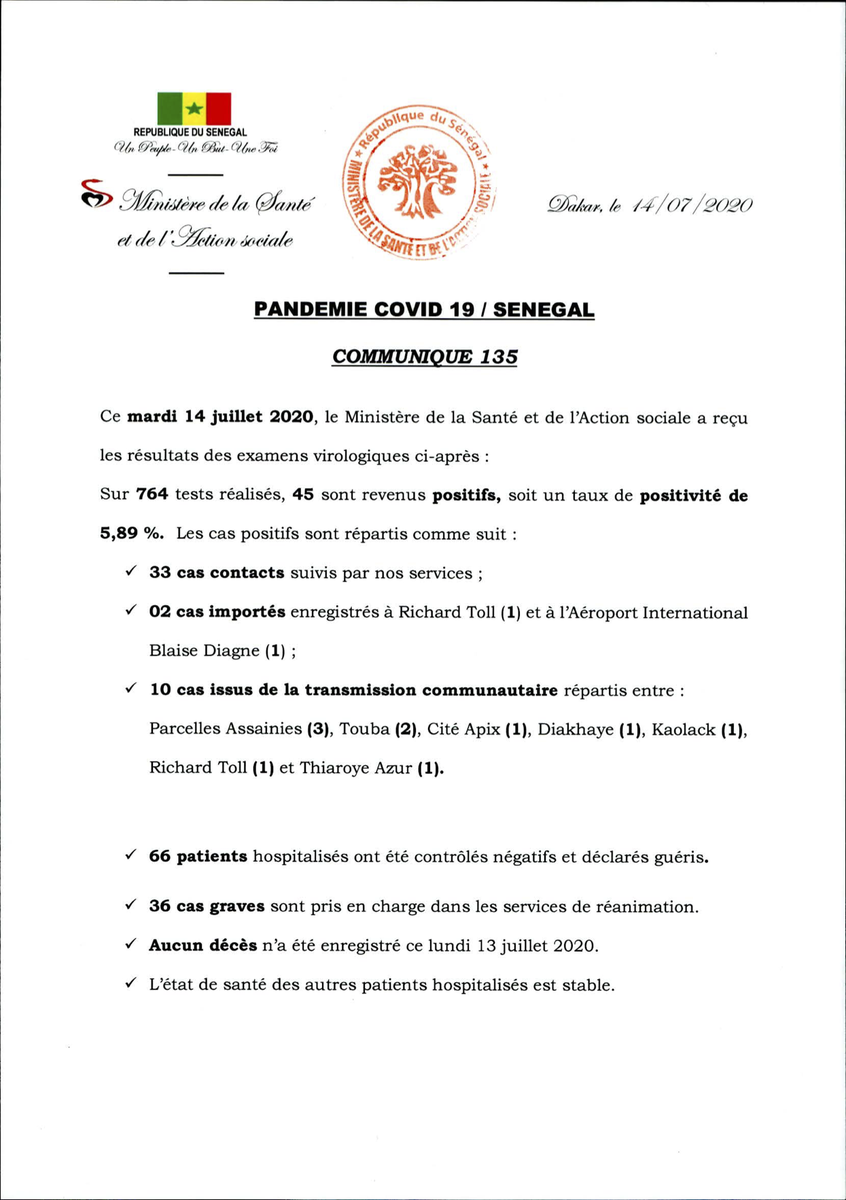 REPUBLIQUE DU SENEGAL
Un Peuple - Un But - Une Foi
Ministère de la Santé
et de l'Action sociale
République du Sénégal
MINISTÈRE DE LA SANTÉ ET DE L'ACTION SOCIALE
Dakar, le 14/07/2020
PANDEMIE COVID 19 / SENEGAL
COMMUNIQUE 135
Ce mardi 14 juillet 2020, le Ministère de la Santé et de l'Action sociale a reçu
les résultats des examens virologiques ci-après :
Sur 764 tests réalisés, 45 sont revenus positifs, soit un taux de positivité de
5,89 %. Les cas positifs sont répartis comme suit :
✓ 33 cas contacts suivis par nos services ;
✓ 02 cas importés enregistrés à Richard Toll (1) et à l'Aéroport International
Blaise Diagne (1) ;
✓ 10 cas issus de la transmission communautaire répartis entre :
Parcelles Assainies (3), Touba (2), Cité Apix (1), Diakhaye (1), Kaolack (1),
Richard Toll (1) et Thiaroye Azur (1).
✓ 66 patients hospitalisés ont été contrôlés négatifs et déclarés guéris.
✓ 36 cas graves sont pris en charge dans les services de réanimation.
✓ Aucun décès n'a été enregistré ce lundi 13 juillet 2020.
✓ L'état de santé des autres patients hospitalisés est stable.